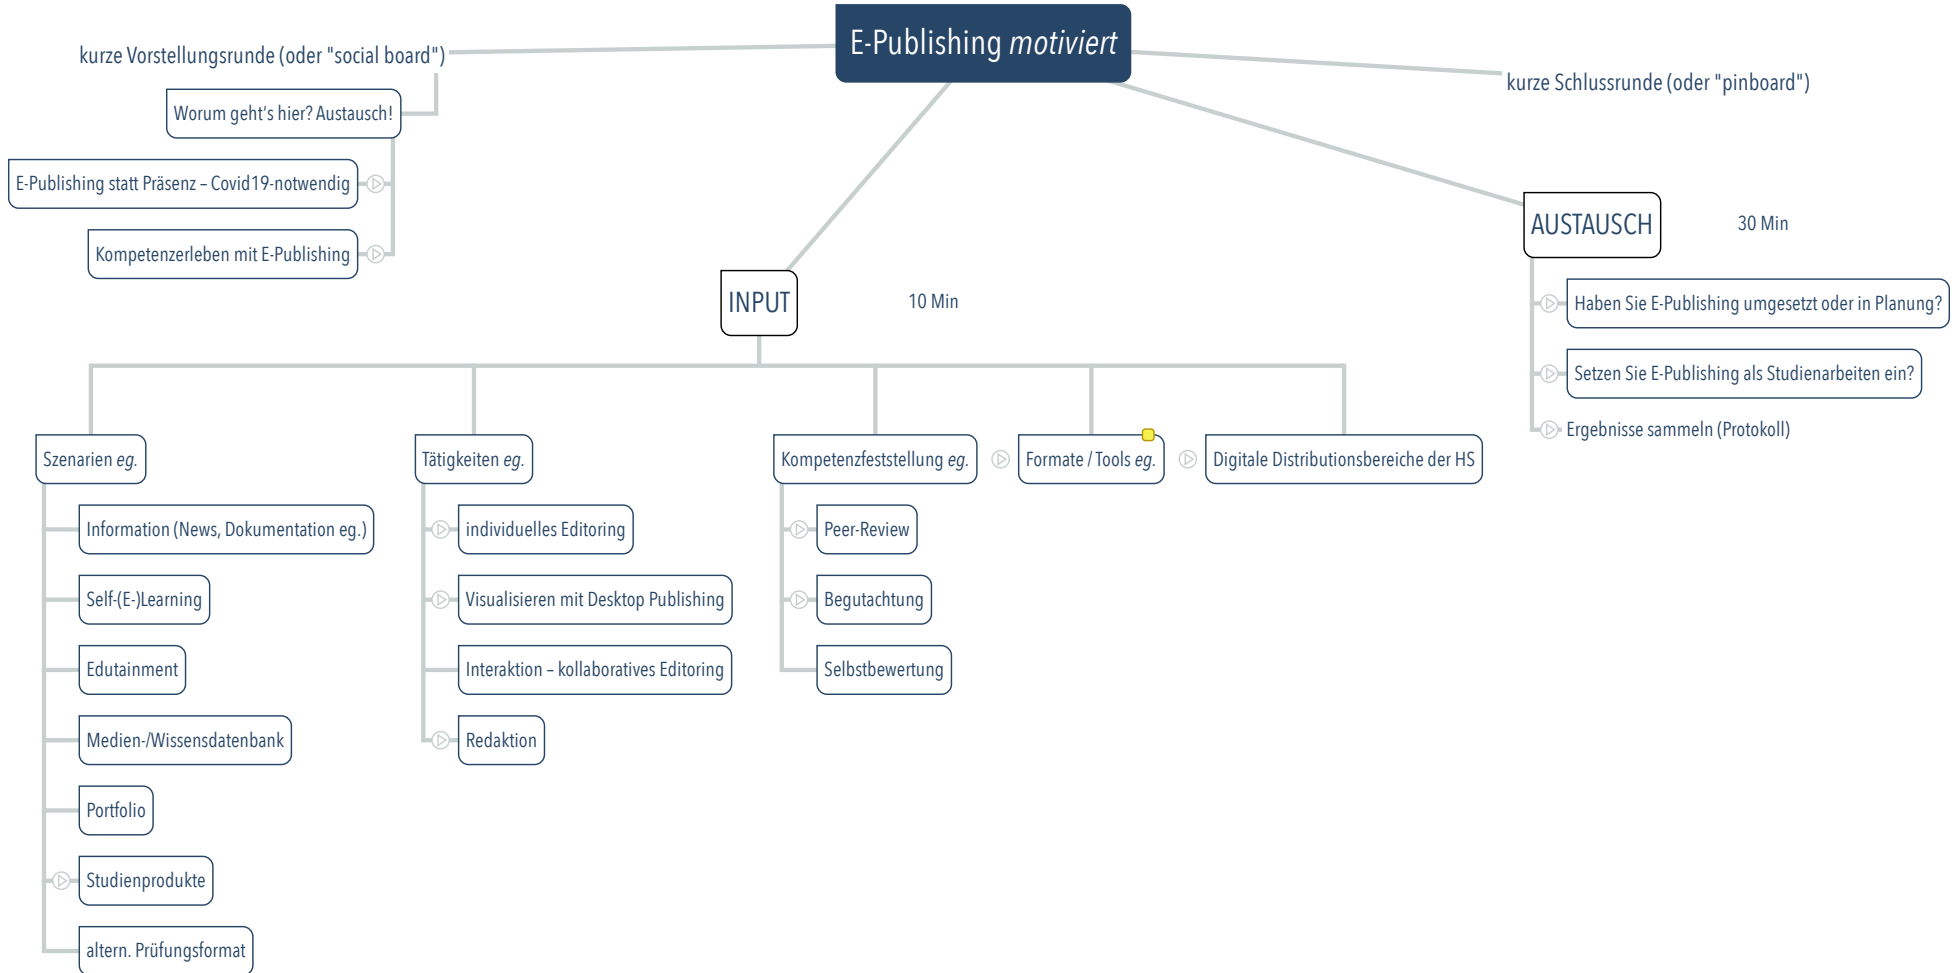 E-Publishing motiviert
kurze Vorstellungsrunde (oder "social board")
Worum geht's hier? Austausch!
E-Publishing statt Präsenz – Covid19-notwendig
Kompetenzerleben mit E-Publishing
kurze Schlussrunde (oder "pinboard")
AUSTAUSCH
30 Min
Haben Sie E-Publishing umgesetzt oder in Planung?
Setzen Sie E-Publishing als Studienarbeiten ein?
Ergebnisse sammeln (Protokoll)
INPUT
10 Min
Szenarien eg.
Information (News, Dokumentation eg.)
Self-(E-)Learning
Edutainment
Medien-/Wissensdatenbank
Portfolio
Studienprodukte
altern. Prüfungsformat
Tätigkeiten eg.
individuelles Editoring
Visualisieren mit Desktop Publishing
Interaktion – kollaboratives Editoring
Redaktion
Kompetenzfeststellung eg.
Peer-Review
Begutachtung
Selbstbewertung
Formate / Tools eg.
Digitale Distributionsbereiche der HS